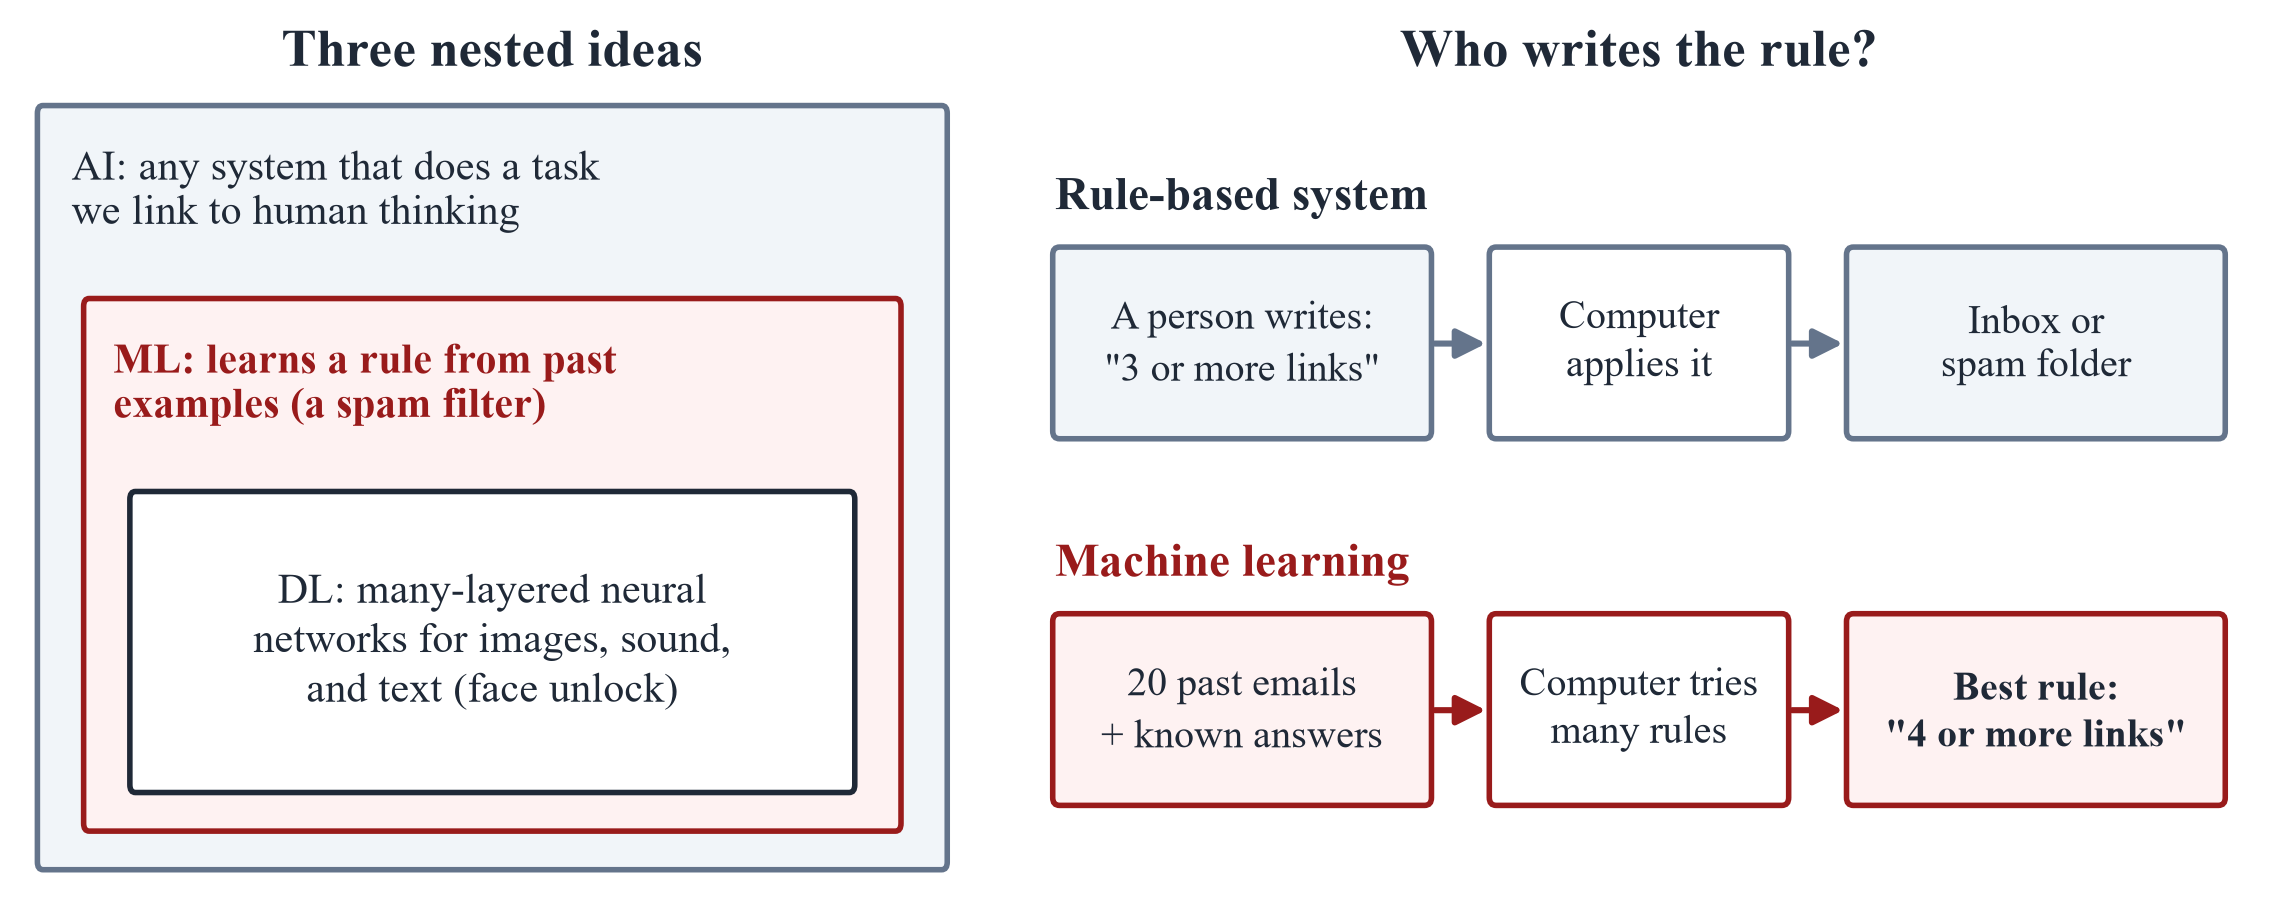 Three nested ideas
AI: any system that does a task
we link to human thinking
ML: learns a rule from past
examples (a spam filter)
DL: many-layered neural
networks for images, sound,
and text (face unlock)
Who writes the rule?
Rule-based system
A person writes:
"3 or more links"
Computer
applies it
Inbox or
spam folder
Machine learning
20 past emails
+ known answers
Computer tries
many rules
Best rule:
"4 or more links"